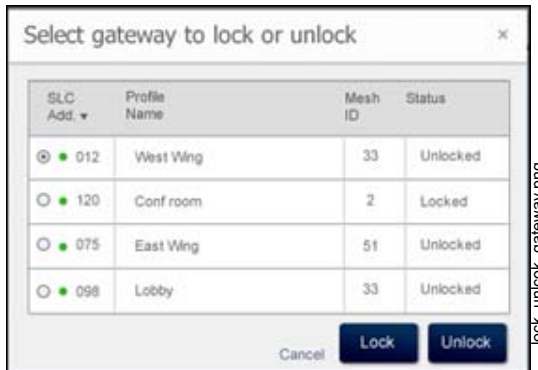 Select gateway to lock or unlock ×
SLC Add. ▼ Profile Name Mesh ID Status
012 West Wing 33 Unlocked
120 Conf room 2 Locked
075 East Wing 51 Unlocked
098 Lobby 33 Unlocked
Cancel Lock Unlock
lock_unlock_gateway.png